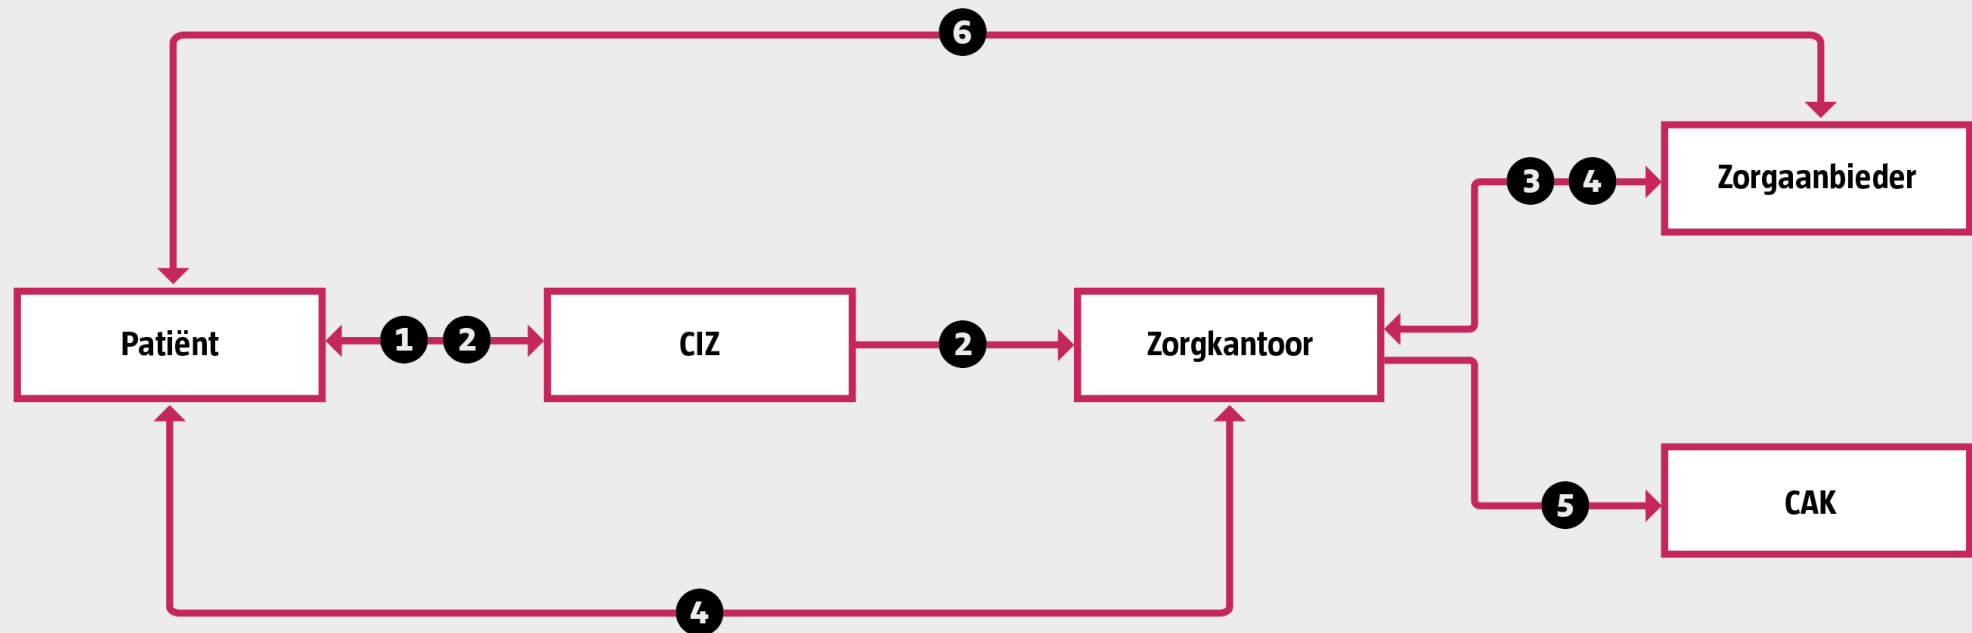 6
3 4
Zorgaanbieder
Patiënt
1 2
CIZ
2
Zorgkantoor
5
CAK
4